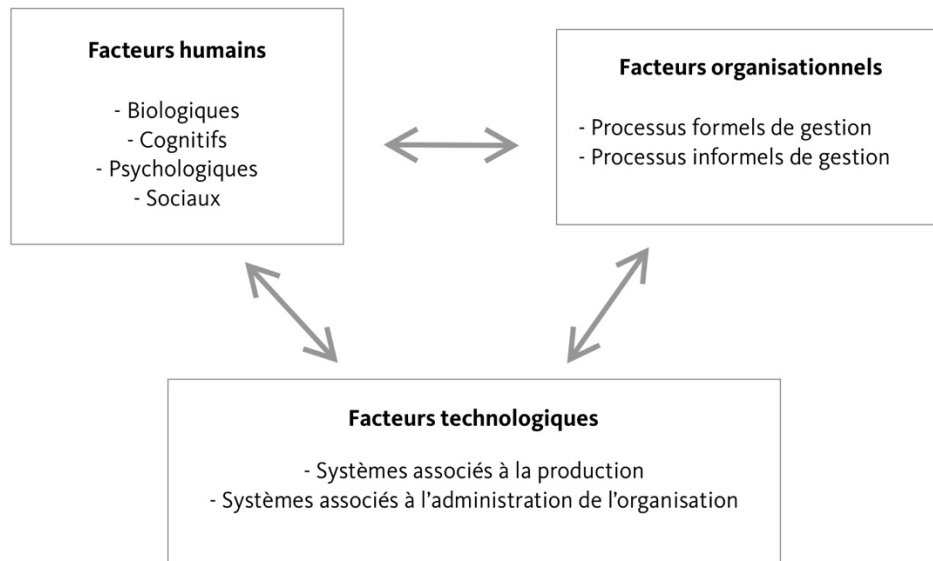 Facteurs humains
- Biologiques
- Cognitifs
- Psychologiques
- Sociaux
Facteurs organisationnels
- Processus formels de gestion
- Processus informels de gestion
Facteurs technologiques
- Systèmes associés à la production
- Systèmes associés à l’administration de l’organisation